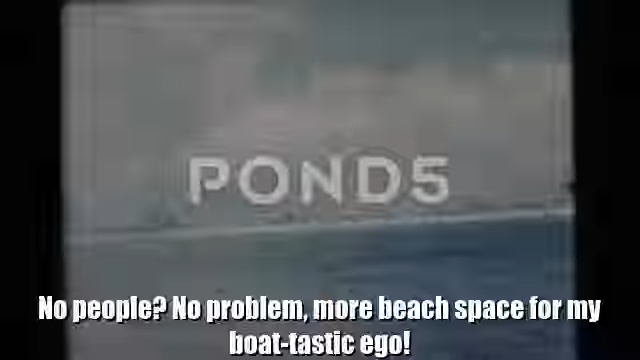 POND5
No people? No problem, more beach space for my
boat-tastic ego!